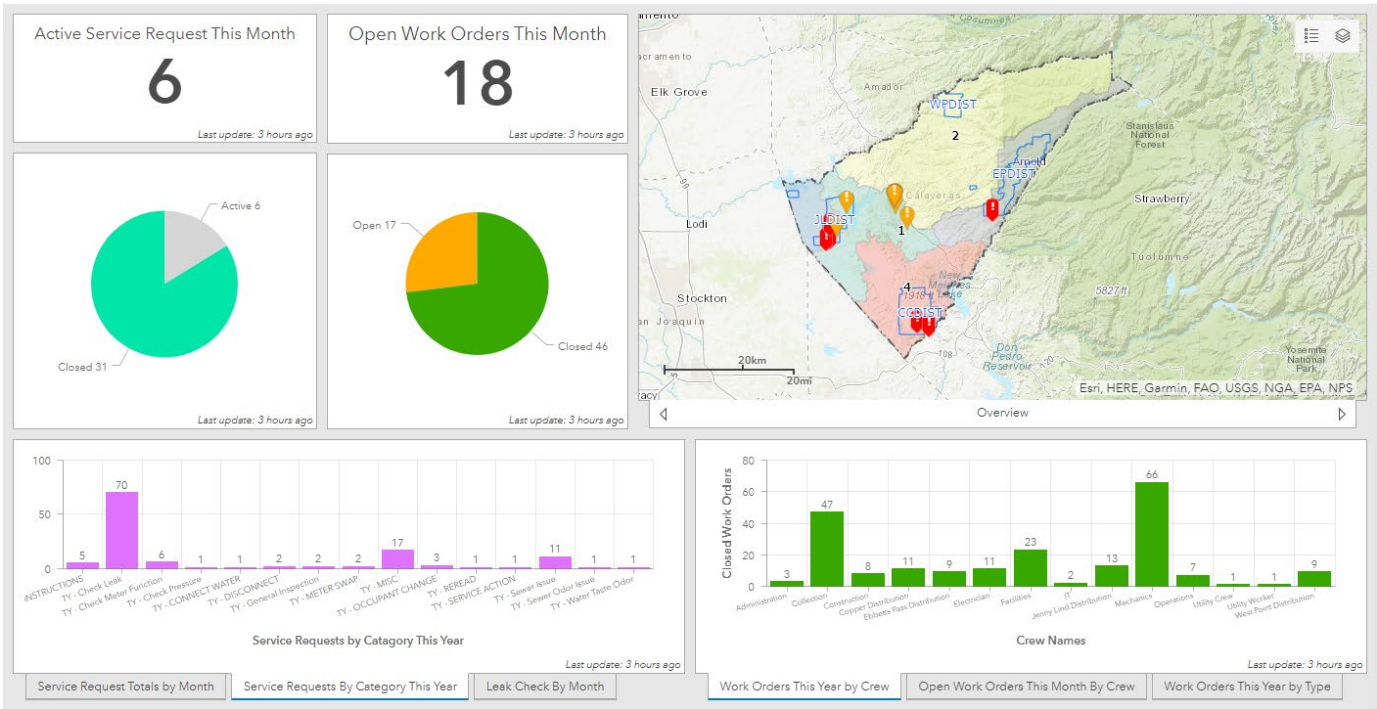 Active Service Request This Month
6
Last update: 3 hours ago
Open Work Orders This Month
18
Last update: 3 hours ago
Active 6
Closed 31
Last update: 3 hours ago
Open 17
Closed 46
Last update: 3 hours ago
Elk Grove
Amador
WPDIST
2
Stanislaus
National
Forest
Arnold
EPDIST
Calaveras
99
Lodi
JLDIST
1
Strawberry
Tuolumne
New
Melones
Lake
4
1918 ft
5827 ft
Stockton
an Joaquin
CCDIST
108
120
Don
Pedro
Reservoir
Yosemite
National
Park
20km
20mi
5
acy
Esri, HERE, Garmin, FAO, USGS, NGA, EPA, NPS
Overview
100
50
0
5
70
6
1
1
2
2
2
17
3
1
1
11
1
1
NSTRUCTIONS
TY - Check Leak
TY - Check Meter Function
TY - Check Pressure
TY - CONNECT WATER
TY - DISCONNECT
TY - General Inspection
TY - METER SWAP
TY - MISC
TY - OCCUPANT CHANGE
TY - REREAD
TY - SERVICE ACTION
TY - Sewer Issue
TY - Sewer Odor Issue
TY - Water Taste Odor
Service Requests by Catagory This Year
Last update: 3 hours ago
Service Request Totals by Month
Service Requests By Category This Year
Leak Check By Month
Closed Work Orders
80
60
40
20
0
3
47
8
11
9
11
23
2
13
66
7
1
1
9
Administration
Collection
Construction
Copper Distribution
Ebbetts Pass Distribution
Electrician
Facilities
IT
Jenny Lind Distribution
Mechanics
Operations
Utility Crew
Utility Worker
West Point Distribution
Crew Names
Last update: 3 hours ago
Work Orders This Year by Crew
Open Work Orders This Month By Crew
Work Orders This Year by Type